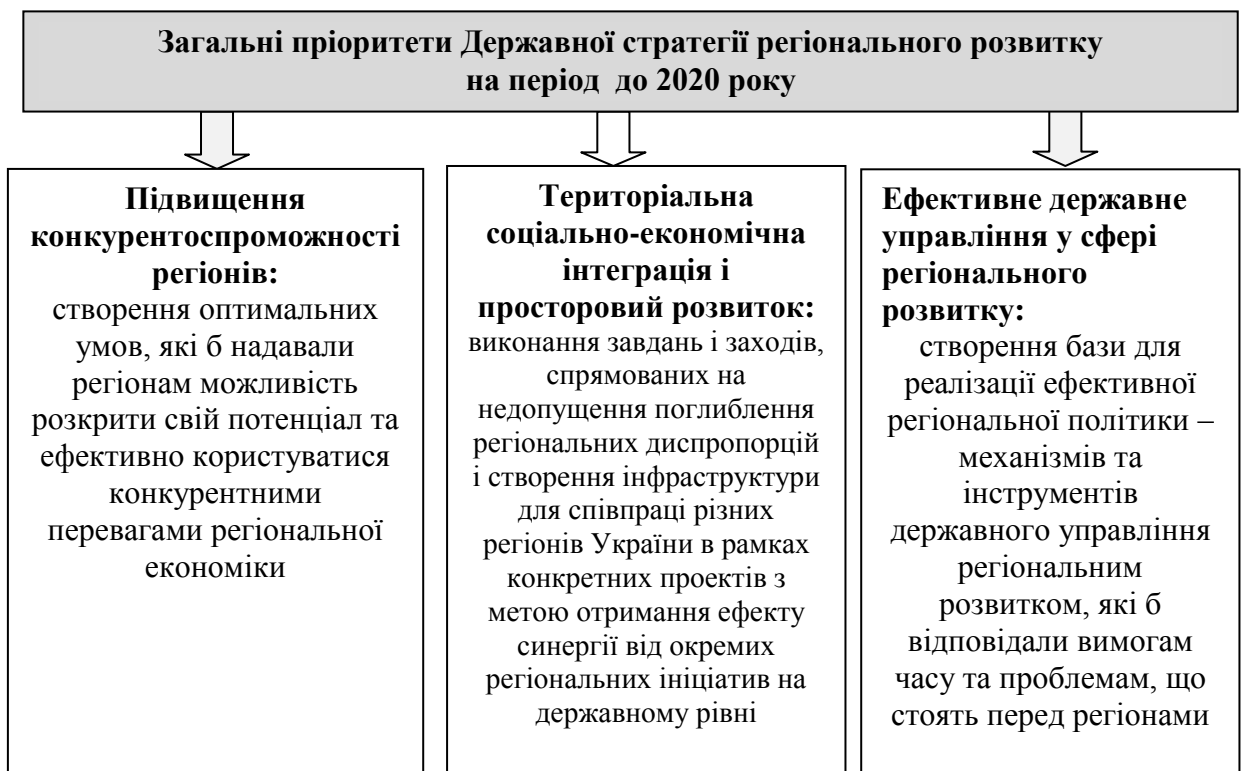 Загальні пріоритети Державної стратегії регіонального розвитку
на період до 2020 року
Підвищення
конкурентоспроможності
регіонів:
створення оптимальних
умов, які б надавали
регіонам можливість
розкрити свій потенціал та
ефективно користуватися
конкурентними
перевагами регіональної
економіки
Територіальна
соціально-економічна
інтеграція і
просторовий розвиток:
виконання завдань і заходів,
спрямованих на
недопущення поглиблення
регіональних диспропорцій
і створення інфраструктури
для співпраці різних
регіонів України в рамках
конкретних проектів з
метою отримання ефекту
синергії від окремих
регіональних ініціатив на
державному рівні
Ефективне державне
управління у сфері
регіонального
розвитку:
створення бази для
реалізації ефективної
регіональної політики –
механізмів та
інструментів
державного управління
регіональним
розвитком, які б
відповідали вимогам
часу та проблемам, що
стоять перед регіонами